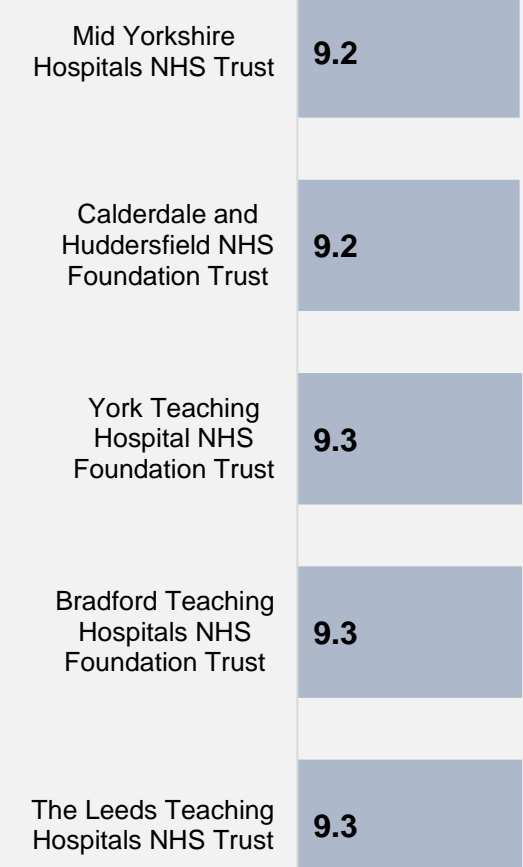 Mid Yorkshire
Hospitals NHS Trust
9.2
Calderdale and
Huddersfield NHS
Foundation Trust
9.2
York Teaching
Hospital NHS
Foundation Trust
9.3
Bradford Teaching
Hospitals NHS
Foundation Trust
9.3
The Leeds Teaching
Hospitals NHS Trust
9.3